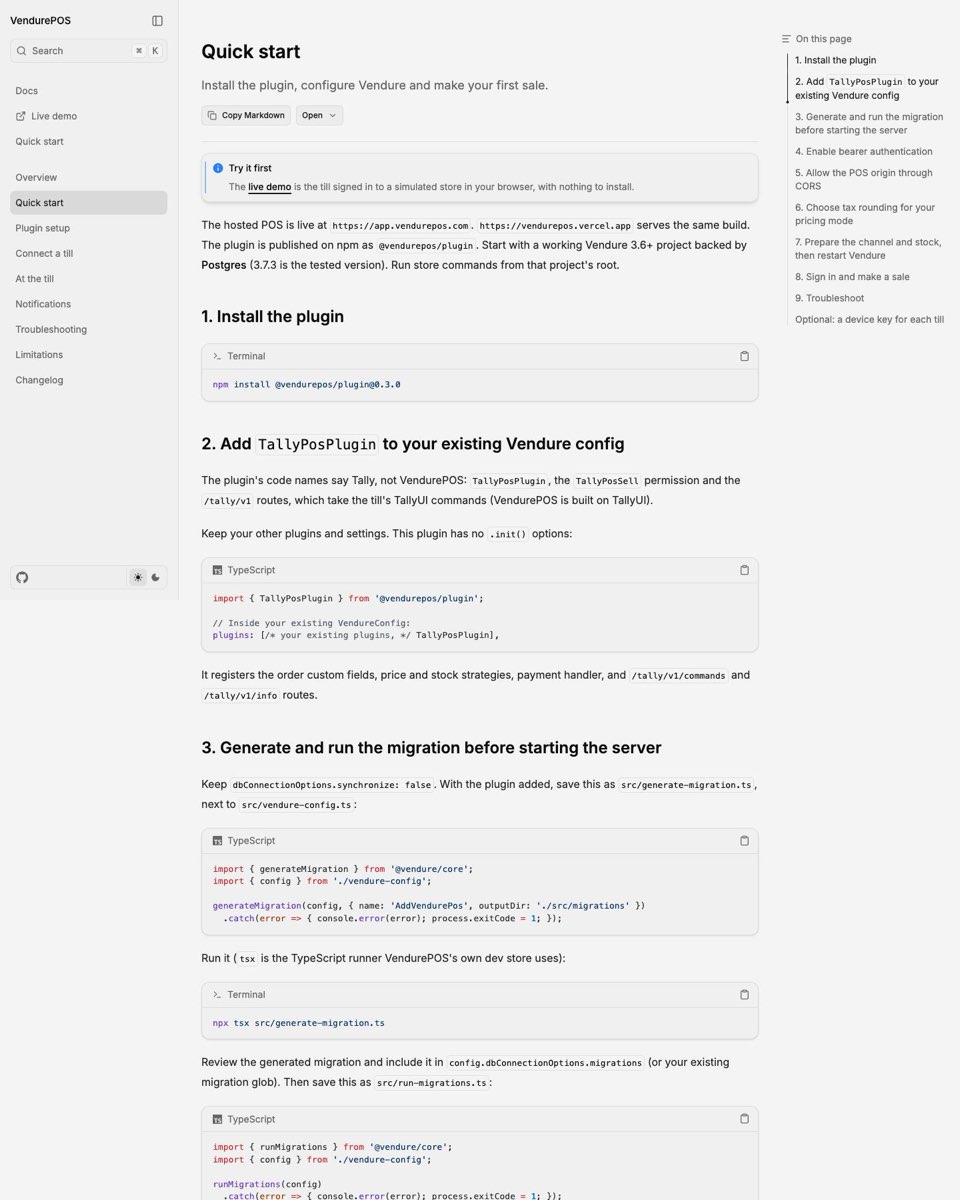 VendurePOS
Search
⌘ K
Docs
Live demo
Quick start
Overview
Quick start
Plugin setup
Connect a till
At the till
Notifications
Troubleshooting
Limitations
Changelog
Quick start
Install the plugin, configure Vendure and make your first sale.
Copy Markdown
Open
Try it first
The live demo is the till signed in to a simulated store in your browser, with nothing to install.
The hosted POS is live at https://app.vendurepos.com. https://vendurepos.vercel.app serves the same build.
The plugin is published on npm as @vendurepos/plugin. Start with a working Vendure 3.6+ project backed by
Postgres (3.7.3 is the tested version). Run store commands from that project's root.
1. Install the plugin
Terminal
npm install @vendurepos/plugin@0.3.0
2. Add TallyPosPlugin to your existing Vendure config
The plugin's code names say Tally, not VendurePOS: TallyPosPlugin, the TallyPosSell permission and the
/tally/v1 routes, which take the till's TallyUI commands (VendurePOS is built on TallyUI).
Keep your other plugins and settings. This plugin has no .init() options:
TypeScript
import { TallyPosPlugin } from '@vendurepos/plugin';
// Inside your existing VendureConfig:
plugins: [/* your existing plugins, */ TallyPosPlugin],
It registers the order custom fields, price and stock strategies, payment handler, and /tally/v1/commands and
/tally/v1/info routes.
3. Generate and run the migration before starting the server
Keep dbConnectionOptions.synchronize: false. With the plugin added, save this as src/generate-migration.ts,
next to src/vendure-config.ts:
TypeScript
import { generateMigration } from '@vendure/core';
import { config } from './vendure-config';
generateMigration(config, { name: 'AddVendurePos', outputDir: './src/migrations' })
.catch(error => { console.error(error); process.exitCode = 1; });
Run it (tsx is the TypeScript runner VendurePOS's own dev store uses):
Terminal
npx tsx src/generate-migration.ts
Review the generated migration and include it in config.dbConnectionOptions.migrations (or your existing
migration glob). Then save this as src/run-migrations.ts:
TypeScript
import { runMigrations } from '@vendure/core';
import { config } from './vendure-config';
runMigrations(config)
.catch(error => { console.error(error); process.exitCode = 1; });
On this page
1. Install the plugin
2. Add TallyPosPlugin to your
existing Vendure config
3. Generate and run the migration
before starting the server
4. Enable bearer authentication
5. Allow the POS origin through
CORS
6. Choose tax rounding for your
pricing mode
7. Prepare the channel and stock,
then restart Vendure
8. Sign in and make a sale
9. Troubleshoot
Optional: a device key for each till